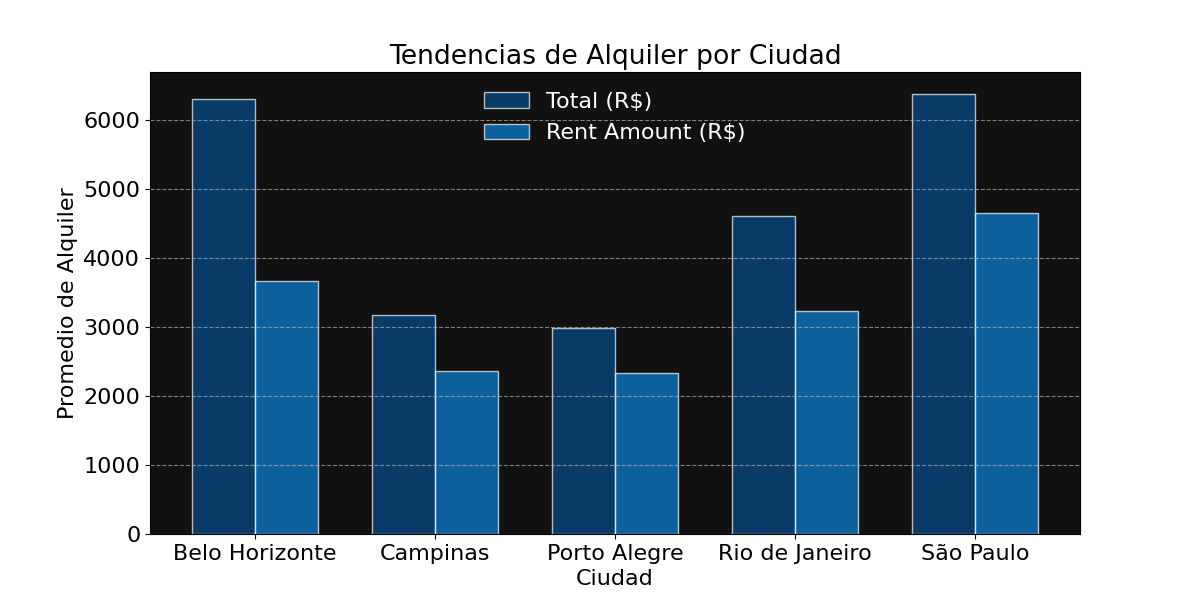 Tendencias de Alquiler por Ciudad
Total (R$)
Rent Amount (R$)
Promedio de Alquiler
6000
5000
4000
3000
2000
1000
0
Belo Horizonte
Campinas
Porto Alegre
Rio de Janeiro
São Paulo
Ciudad